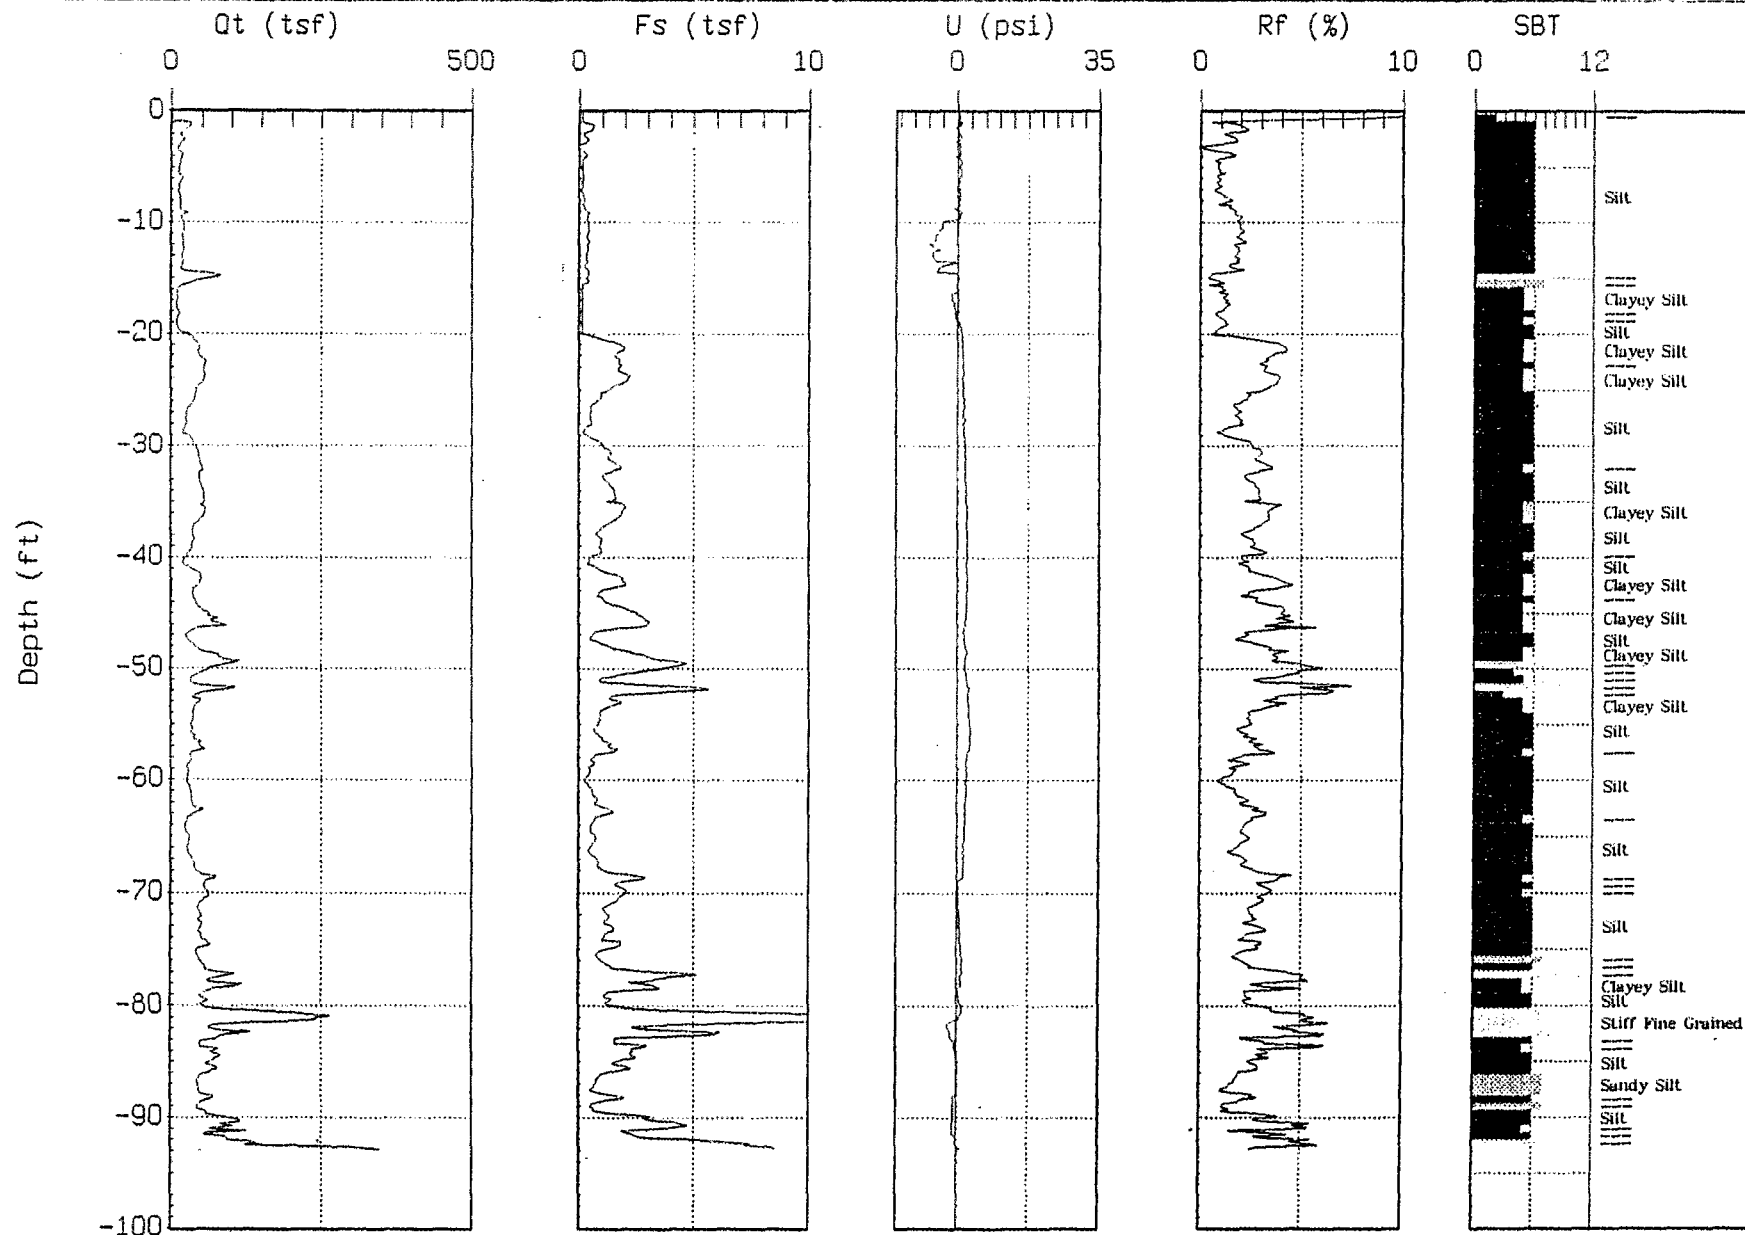 Qt (tsf) Fs (tsf) U (psi) Rf (%) SBT
0 500 0 10 0 35 0 10 0 12
0
Silt
-10
Clayey Silt
-20 Silt
Clayey Silt
Clayey Silt
Silt
-30
Silt
Clayey Silt
Silt
-40
Silt
Clayey Silt
Clayey Silt
Silt
Clayey Silt
-50
Clayey Silt
Silt
-60
Silt
Silt
-70
Silt
Clayey Silt
-80 Silt
Stiff Fine Grained
Silt
Sandy Silt
-90 Silt
-100
Depth (ft)